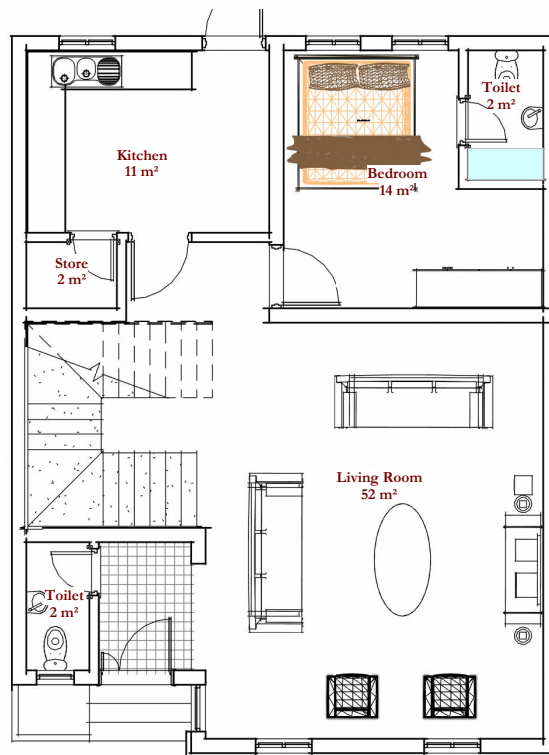 Toilet
2 m²
Kitchen
11 m²
Bedroom
14 m²
Store
2 m²
Living Room
52 m²
Toilet
2 m²